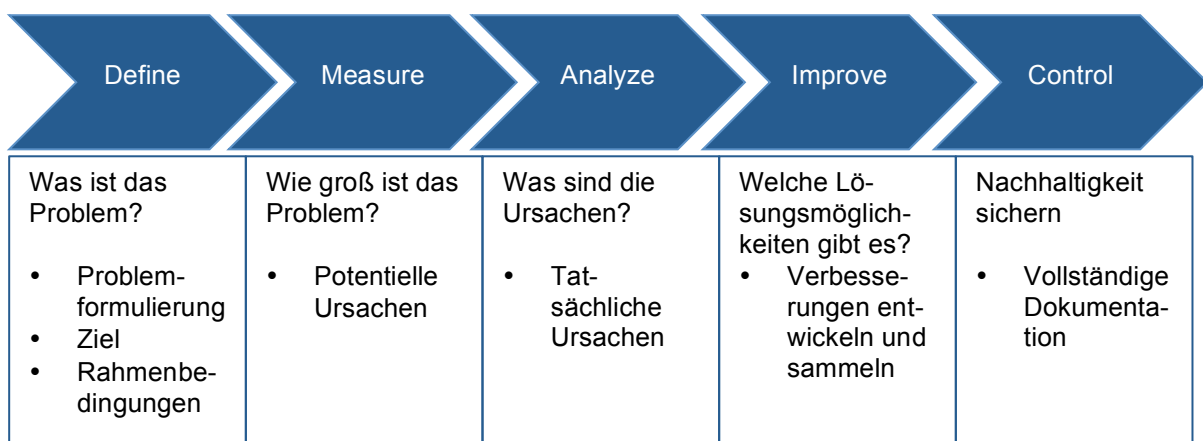 Define
Measure
Analyze
Improve
Control
Was ist das
Problem?
• Problem-
formulierung
• Ziel
• Rahmenbe-
dingungen
Wie groß ist das
Problem?
• Potentielle
Ursachen
Was sind die
Ursachen?
• Tat-
sächliche
Ursachen
Welche Lö-
sungsmöglich-
keiten gibt es?
• Verbesse-
rungen ent-
wickeln und
sammeln
Nachhaltigkeit
sichern
• Vollständige
Dokumenta-
tion